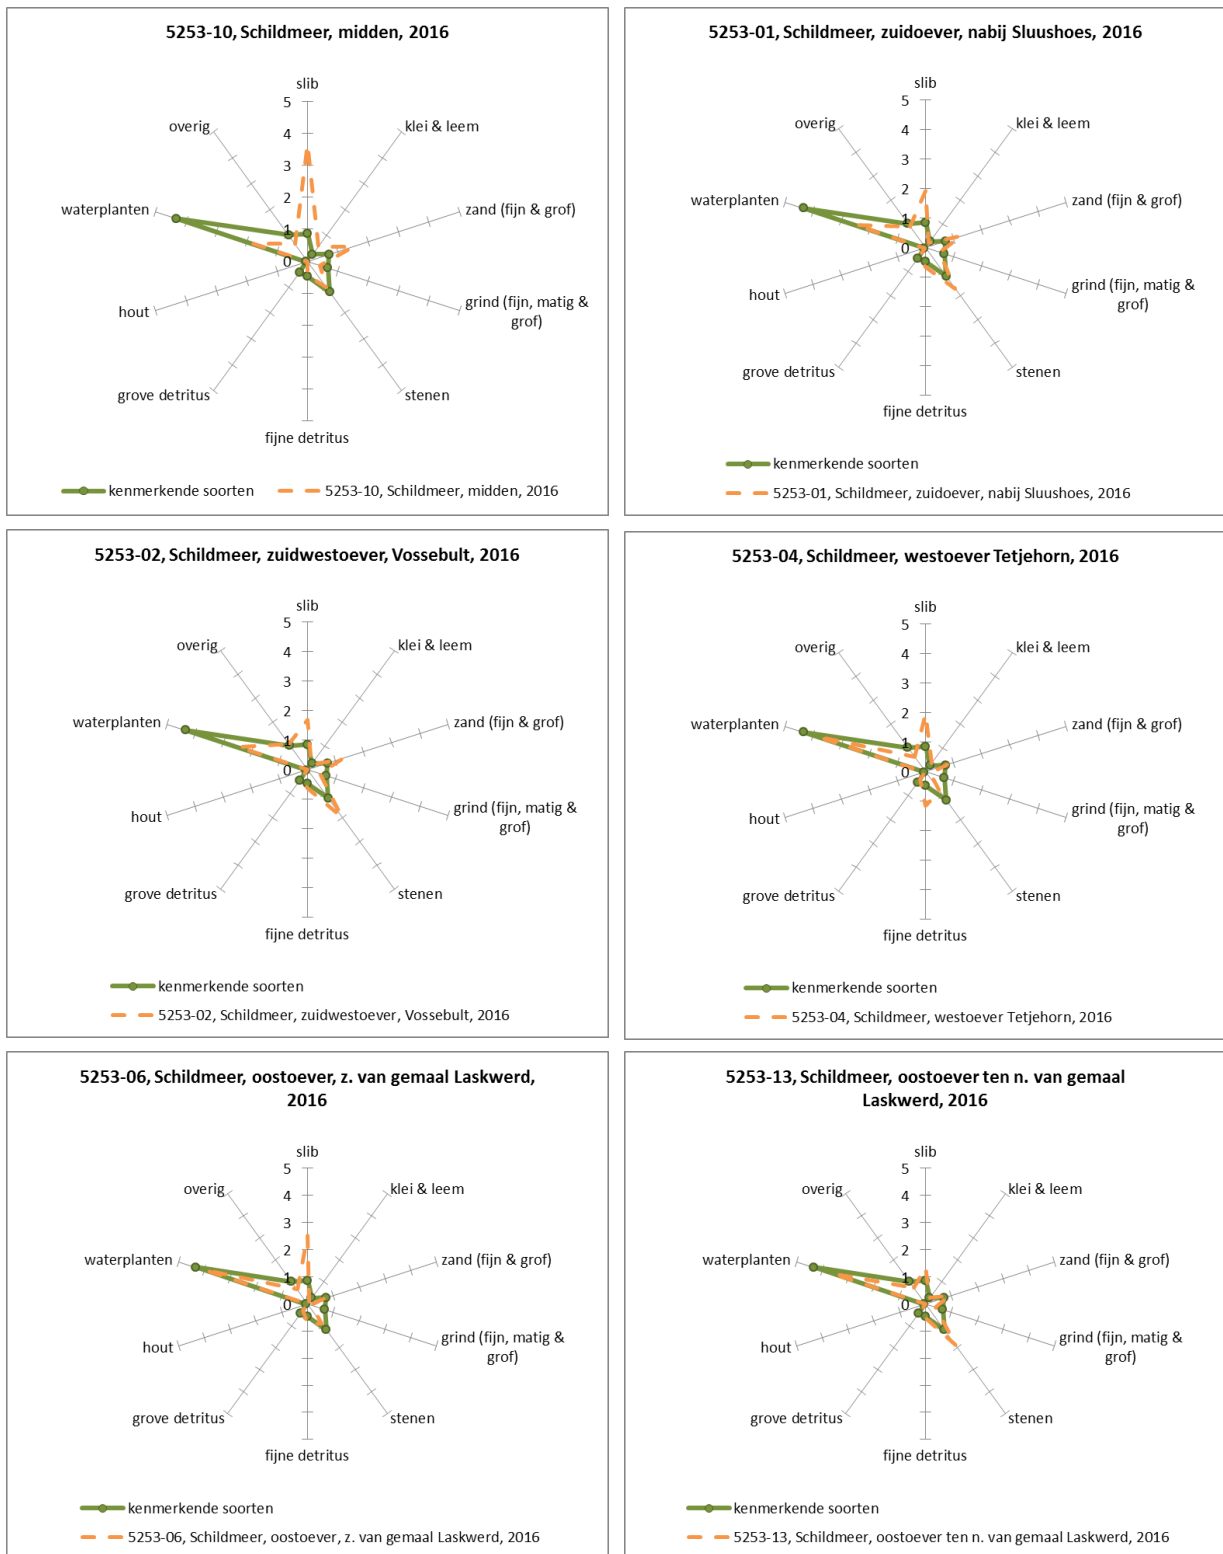 5253-10, Schildmeer, midden, 2016
slib
5
4
3
2
1
0
klei & leem
zand (fijn & grof)
grind (fijn, matig &
grof)
stenen
fijne detritus
grove detritus
hout
waterplanten
overig
kenmerkende soorten
5253-10, Schildmeer, midden, 2016
5253-01, Schildmeer, zuidoever, nabij Sluushoes, 2016
slib
5
4
3
2
1
0
klei & leem
zand (fijn & grof)
grind (fijn, matig &
grof)
stenen
fijne detritus
grove detritus
hout
waterplanten
overig
kenmerkende soorten
5253-01, Schildmeer, zuidoever, nabij Sluushoes, 2016
5253-02, Schildmeer, zuidwestoever, Vossebult, 2016
slib
5
4
3
2
1
0
klei & leem
zand (fijn & grof)
grind (fijn, matig &
grof)
stenen
fijne detritus
grove detritus
hout
waterplanten
overig
kenmerkende soorten
5253-02, Schildmeer, zuidwestoever, Vossebult, 2016
5253-04, Schildmeer, westoever Tetjehorn, 2016
slib
5
4
3
2
1
0
klei & leem
zand (fijn & grof)
grind (fijn, matig &
grof)
stenen
fijne detritus
grove detritus
hout
waterplanten
overig
kenmerkende soorten
5253-04, Schildmeer, westoever Tetjehorn, 2016
5253-06, Schildmeer, oostoever, z. van gemaal Laskwerd,
2016
slib
5
4
3
2
1
0
klei & leem
zand (fijn & grof)
grind (fijn, matig &
grof)
stenen
fijne detritus
grove detritus
hout
waterplanten
overig
kenmerkende soorten
5253-06, Schildmeer, oostoever, z. van gemaal Laskwerd, 2016
5253-13, Schildmeer, oostoever ten n. van gemaal
Laskwerd, 2016
slib
5
4
3
2
1
0
klei & leem
zand (fijn & grof)
grind (fijn, matig &
grof)
stenen
fijne detritus
grove detritus
hout
waterplanten
overig
kenmerkende soorten
5253-13, Schildmeer, oostoever ten n. van gemaal Laskwerd, 2016